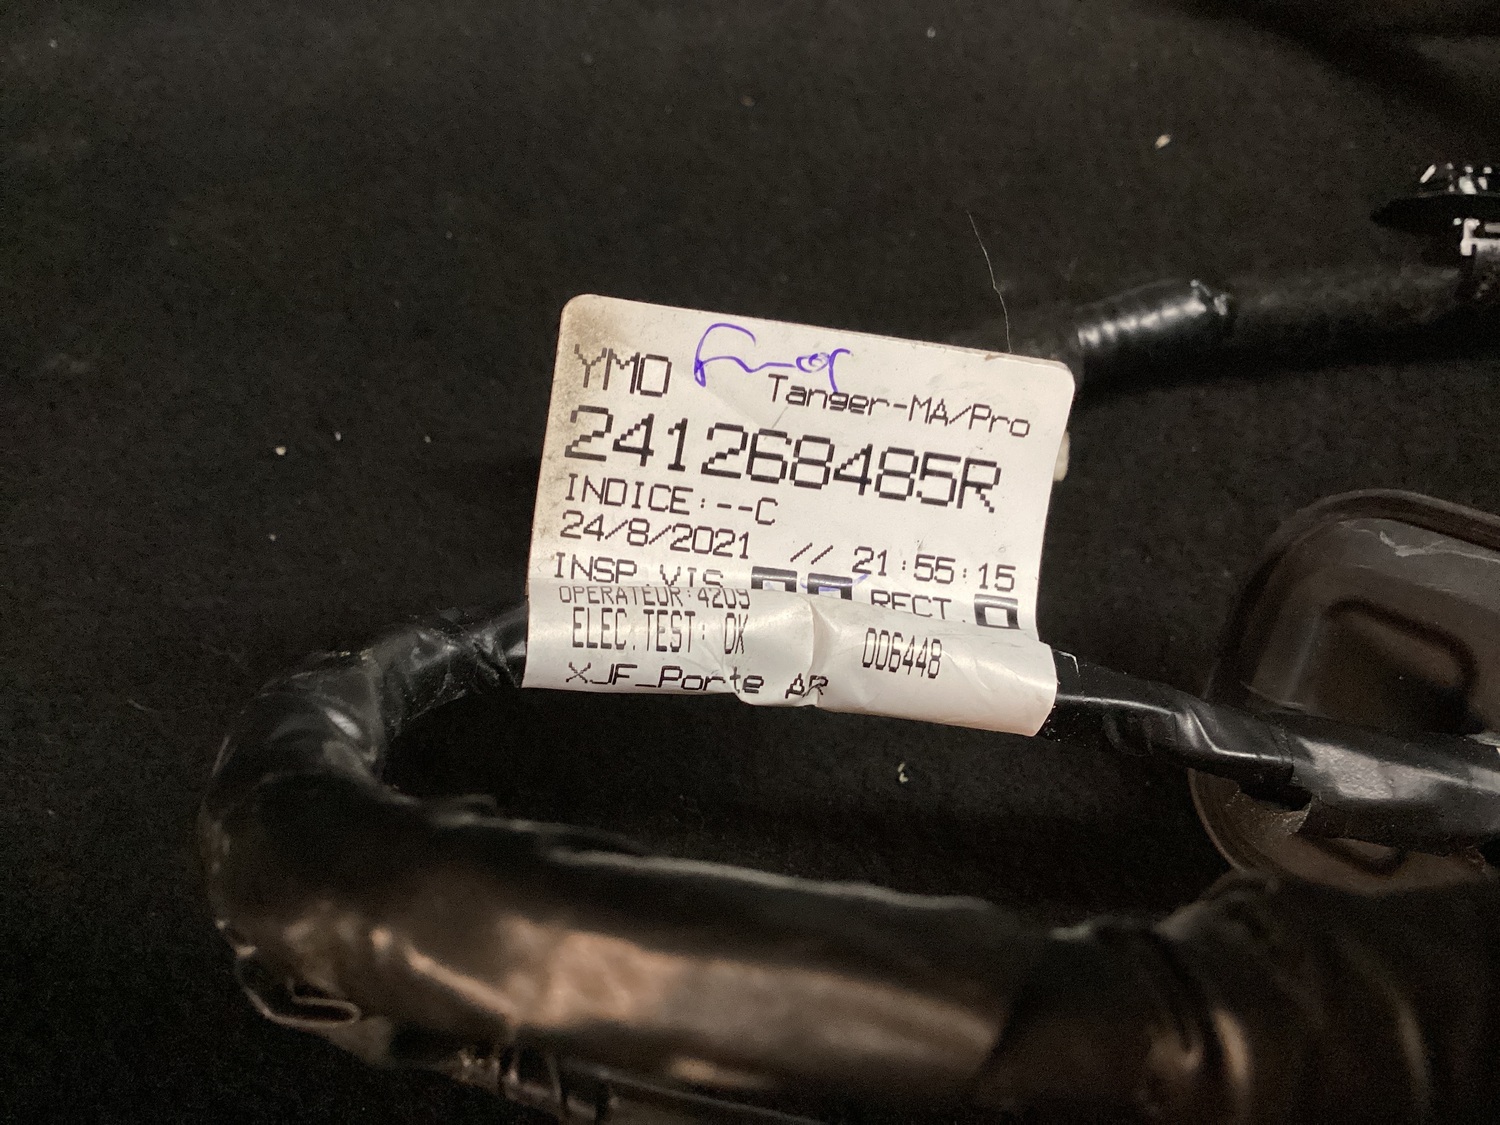 YMO
Tanger-MA/Pro
241268485R
INDICE:--C
24/8/2021 // 21:55:15
INSP.VIS RECT.
OPERATEUR:4209
ELEC.TEST: OK 006448
XJF_Porte AR